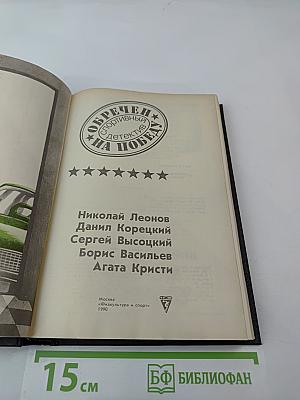 ОБРЕЧЕН
спортивный
детектив
НА ПОБЕДУ
Николай Леонов
Данил Корецкий
Сергей Высоцкий
Борис Васильев
Агата Кристи
Москва
«Физкультура и спорт»
1992
15 см
БФ БИБЛИОФАН